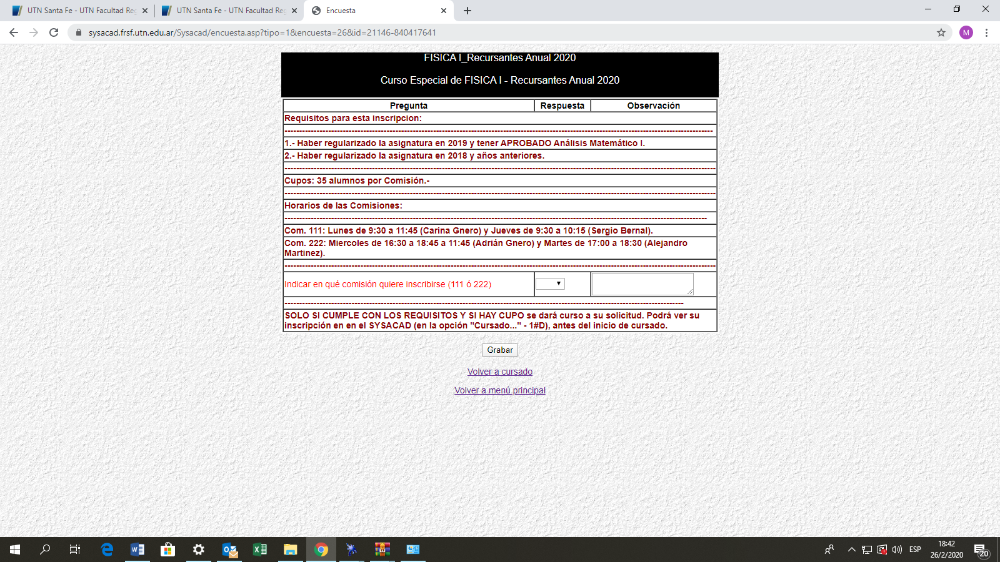 UTN Santa Fe - UTN Facultad Reg
UTN Santa Fe - UTN Facultad Reg
Encuesta
sysacad.frsf.utn.edu.ar/Sysacad/encuesta.asp?tipo=1&encuesta=26&id=21146-840417641
M
FISICA I_Recursantes Anual 2020
Curso Especial de FISICA I - Recursantes Anual 2020
Pregunta Respuesta Observación
Requisitos para esta inscripcion:
1.- Haber regularizado la asignatura en 2019 y tener APROBADO Análisis Matemático I.
2.- Haber regularizado la asignatura en 2018 y años anteriores.
Cupos: 35 alumnos por Comisión.-
Horarios de las Comisiones:
Com. 111: Lunes de 9:30 a 11:45 (Carina Gnero) y Jueves de 9:30 a 10:15 (Sergio Bernal).
Com. 222: Miercoles de 16:30 a 18:45 a 11:45 (Adrián Gnero) y Martes de 17:00 a 18:30 (Alejandro
Martinez).
Indicar en qué comisión quiere inscribirse (111 ó 222)
SOLO SI CUMPLE CON LOS REQUISITOS Y SI HAY CUPO se dará curso a su solicitud. Podrá ver su
inscripción en en el SYSACAD (en la opción "Cursado..." - 1#D), antes del inicio de cursado.
Grabar
Volver a cursado
Volver a menú principal
ESP
18:42
26/2/2020
20